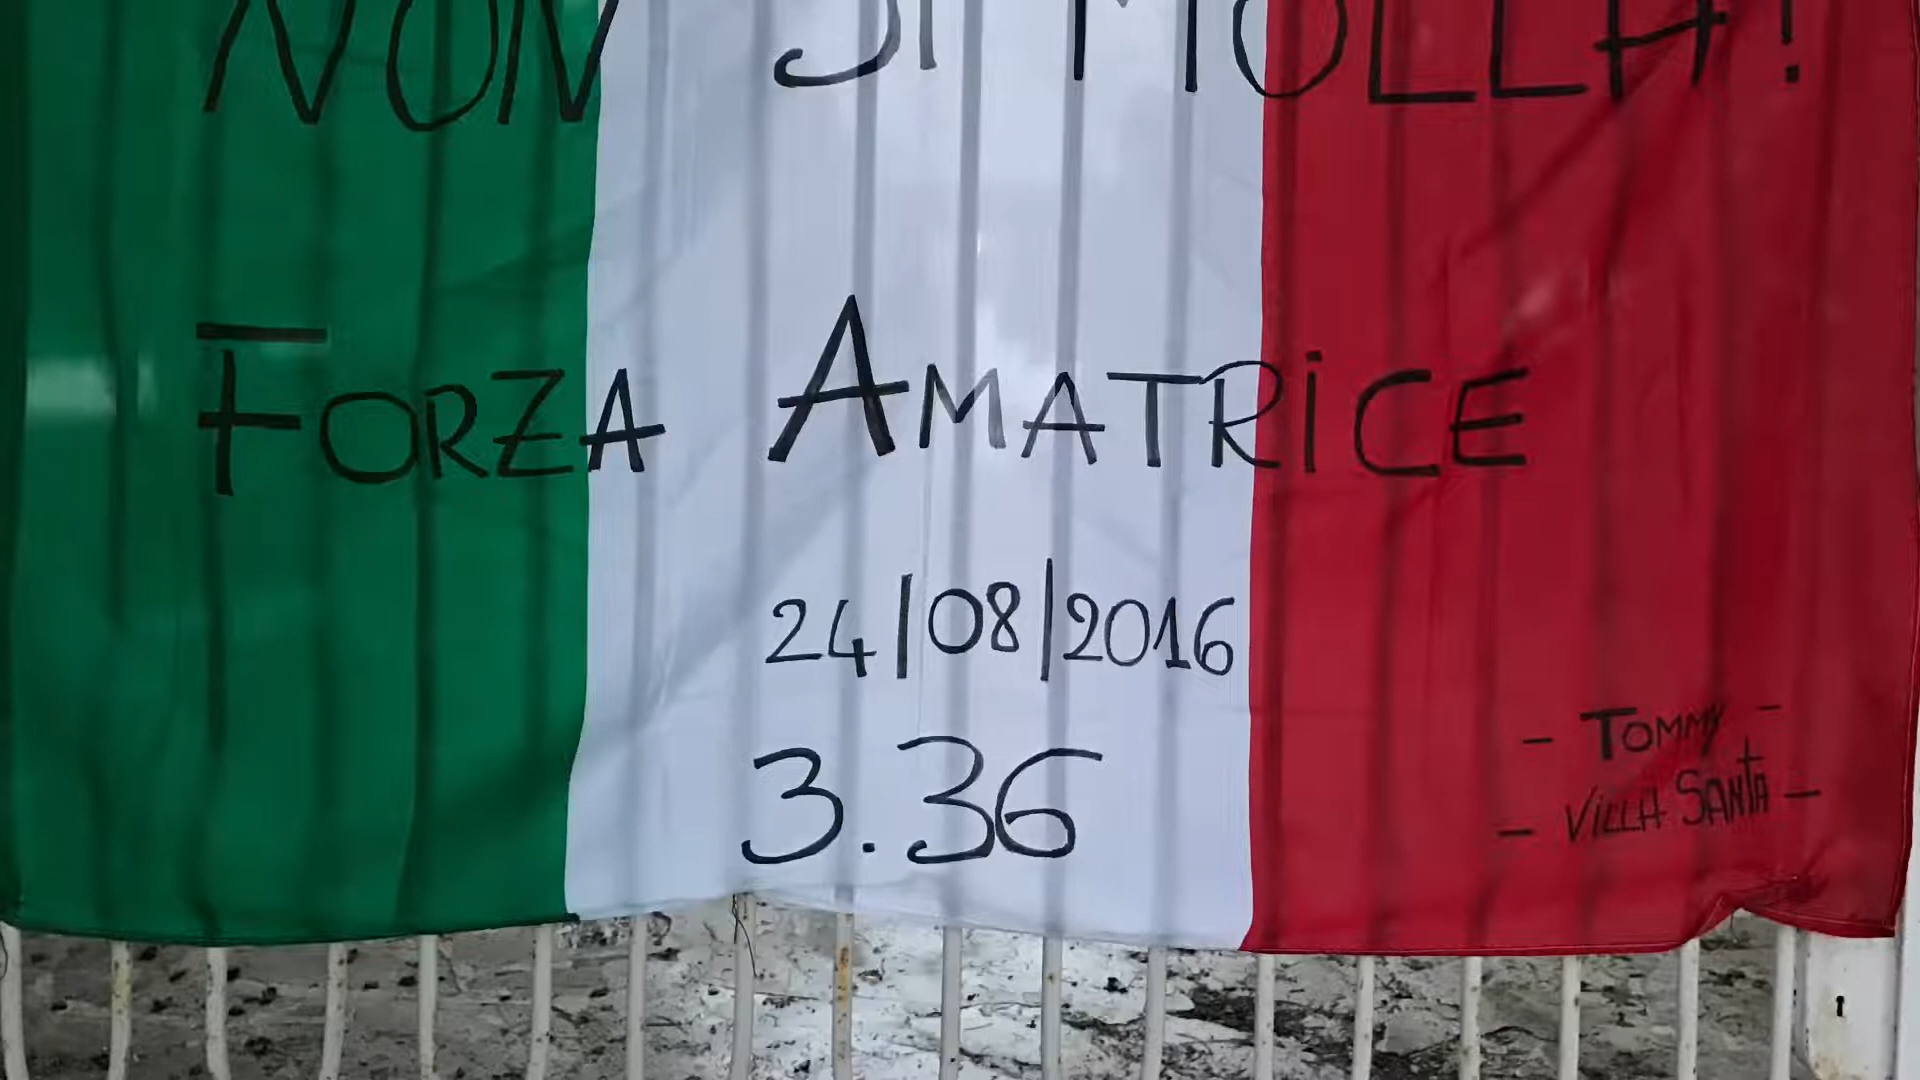 NON SI MOLLA!
FORZA AMATRICE
24/08/2016
3.36
- TOMMY -
- VILLA SANTA -